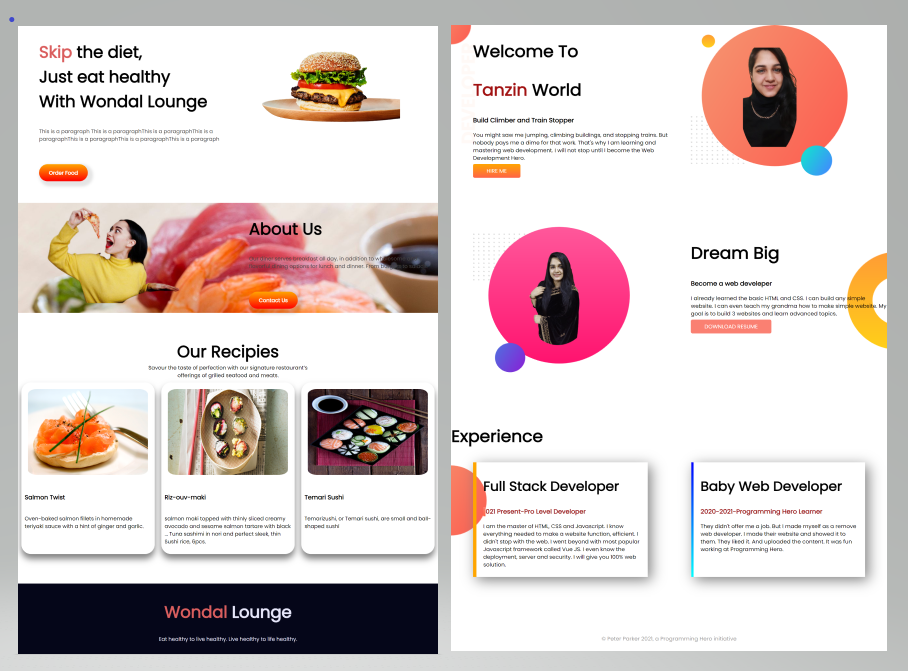 Skip the diet,
Just eat healthy
With Wondal Lounge
This is a paragraph This is a paragraphThis is a paragraphThis is a
paragraphThis is a paragraphThis is a paragraphThis is a paragraph
Order Food
About Us
breakfast all day. In addition to
options for lunch and dinner. From
Contact Us
Our Recipies
Savour the taste of perfection with our signature restaurant's
offerings of grilled seafood and meats.
Salmon Twist
Oven-baked salmon fillets in homemade
teriyaki sauce with a hint of ginger and garlic.
Riz-ouv-maki
salmon maki topped with thinly sliced creamy
avocado and sesame salmon tartare with black
... Tuna sashimi in nori and perfect sleek, thin
Sushi rice, 6pcs.
Temari Sushi
Temarizushi, or Temari sushi, are small and ball-
shaped sushi
Wondal Lounge
Eat healthy to live healthy. Live healthy to life healthy.
Welcome To
Tanzin World
Build Climber and Train Stopper
You might saw me jumping, climbing buildings, and stopping trains. But
nobody pays me a dime for that work. That's why I am learning and
mastering web development. I will not stop until I become the Web
Development Hero.
HIRE ME
Dream Big
Become a web developer
I already learned the basic HTML and CSS. I can build any simple
website. I can even teach my grandma how to make simple website. My
goal is to build 3 websites and learn advanced topics.
DOWNLOAD RESUME
Experience
Full Stack Developer
2021 Present-Pro Level Developer
I am the master of HTML, CSS and Javascript. I know
everything needed to make a website function, efficient. I
didn't stop with the web. I went beyond with most popular
Javascript framework called Vue JS. I even know the
deployment, server and security. I will give you 100% web
solution.
Baby Web Developer
2020-2021-Programming Hero Learner
They didn't offer me a job. But I made myself as a remove
web developer. I made their website and showed it to
them. They liked it. And uploaded the content. It was fun
working at Programming Hero.
© Peter Parker 2021; a Programming Hero Initiative